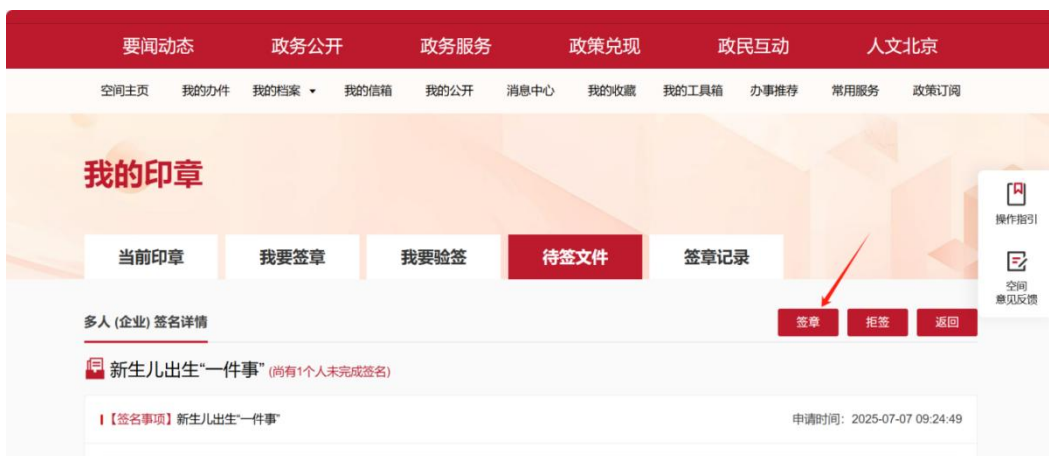 要闻动态 政务公开 政务服务 政策兑现 政民互动 人文北京
空间主页 我的办件 我的档案 我的信箱 我的公开 消息中心 我的收藏 我的工具箱 办事推荐 常用服务 政策订阅
我的印章
操作指引
当前印章 我要签章 我要验签 待签文件 签章记录
空间
意见反馈
多人 (企业) 签名详情 签章 拒签 返回
新生儿出生“一件事” (尚有1个人未完成签名)
【签名事项】新生儿出生“一件事” 申请时间：2025-07-07 09:24:49